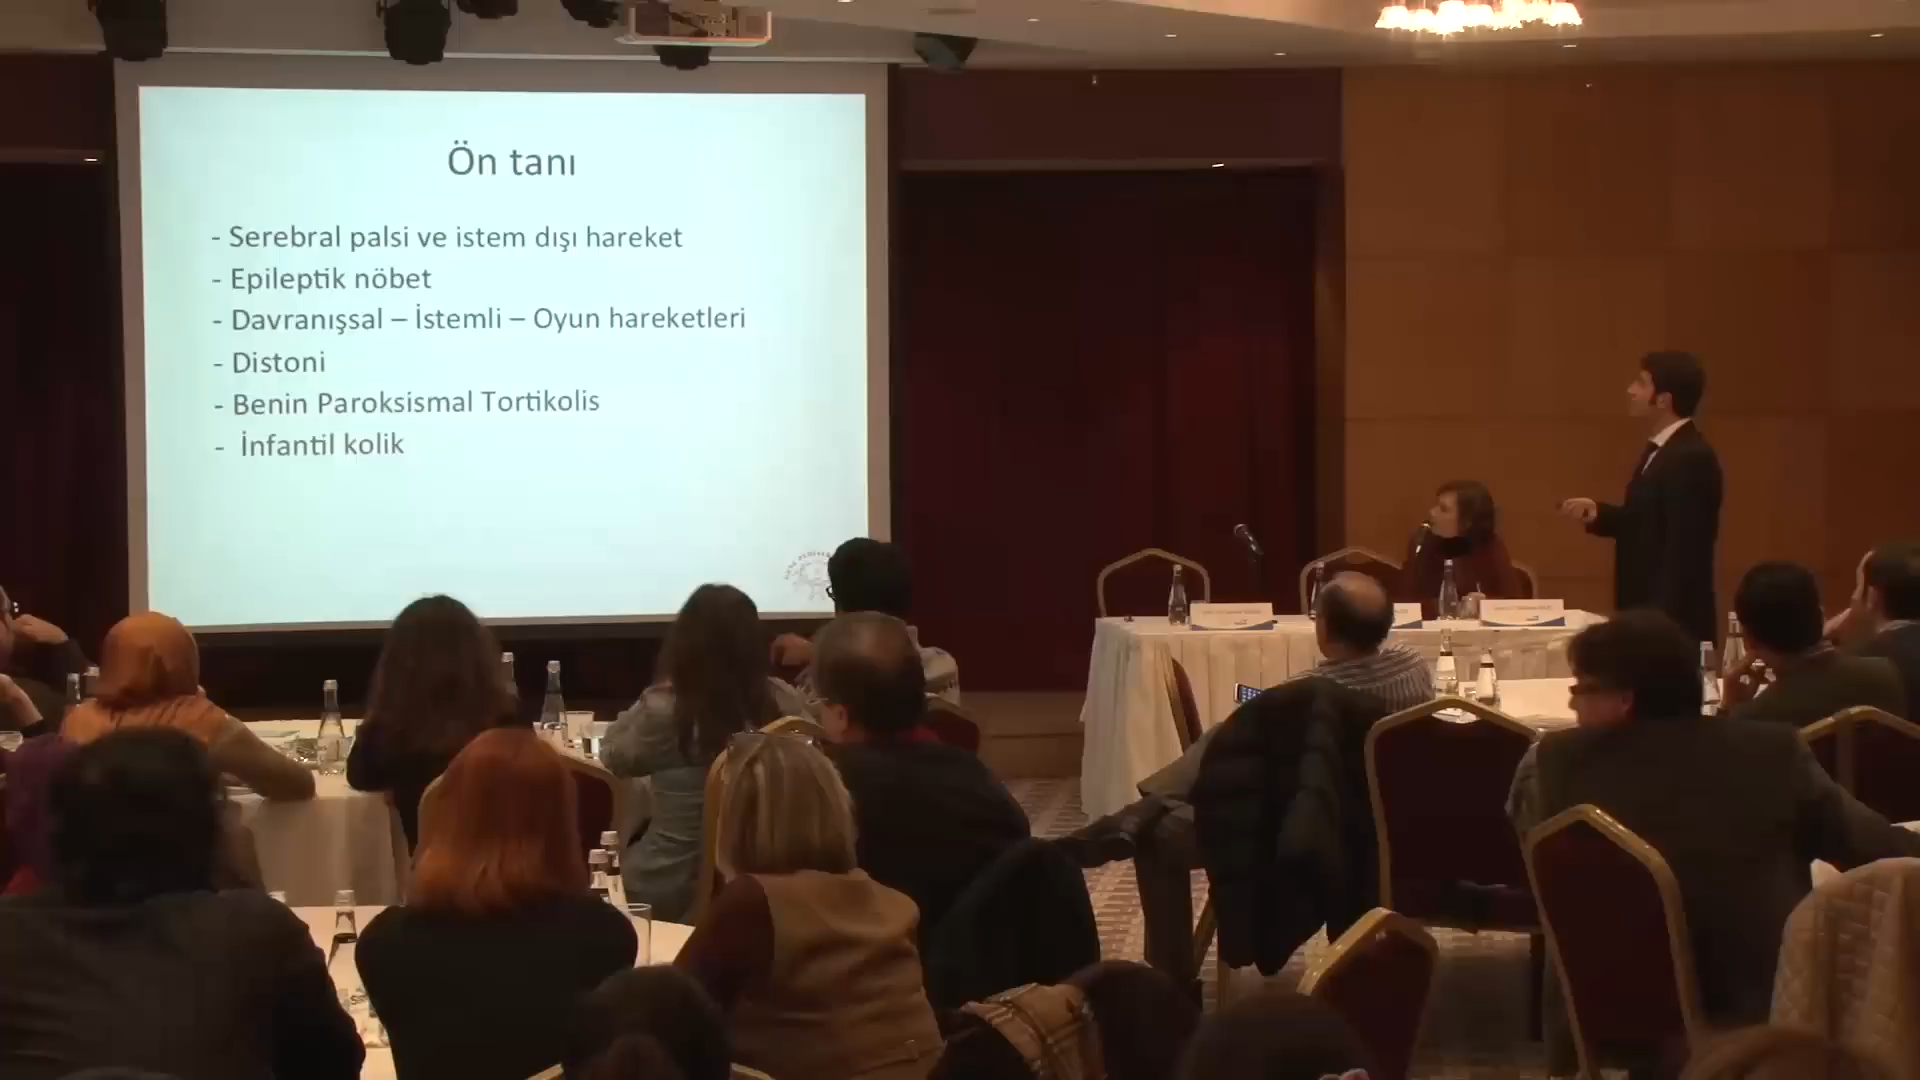 Ön tanı
- Serebral palsi ve istem dışı hareket
- Epileptik nöbet
- Davranışsal – İstemli – Oyun hareketleri
- Distoni
- Benin Paroksismal Tortikolis
- İnfantil kolik